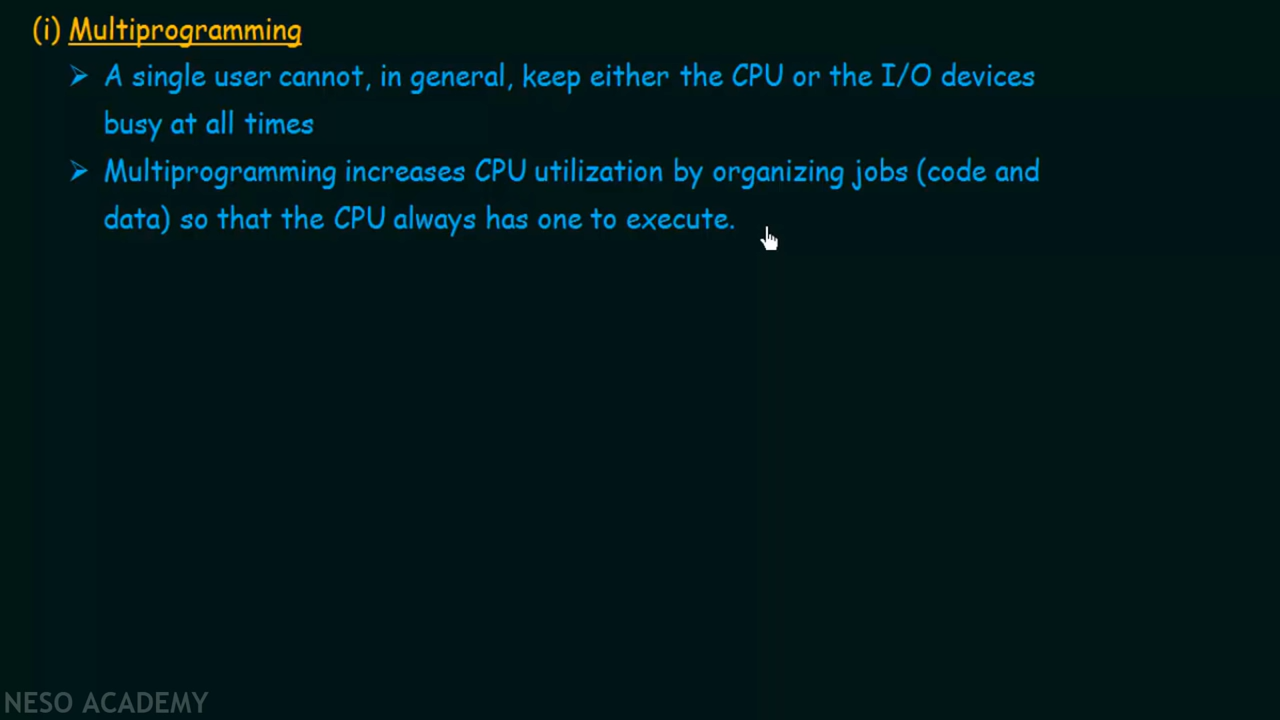 (i) Multiprogramming
➢ A single user cannot, in general, keep either the CPU or the I/O devices
busy at all times
➢ Multiprogramming increases CPU utilization by organizing jobs (code and
data) so that the CPU always has one to execute.
NESO ACADEMY